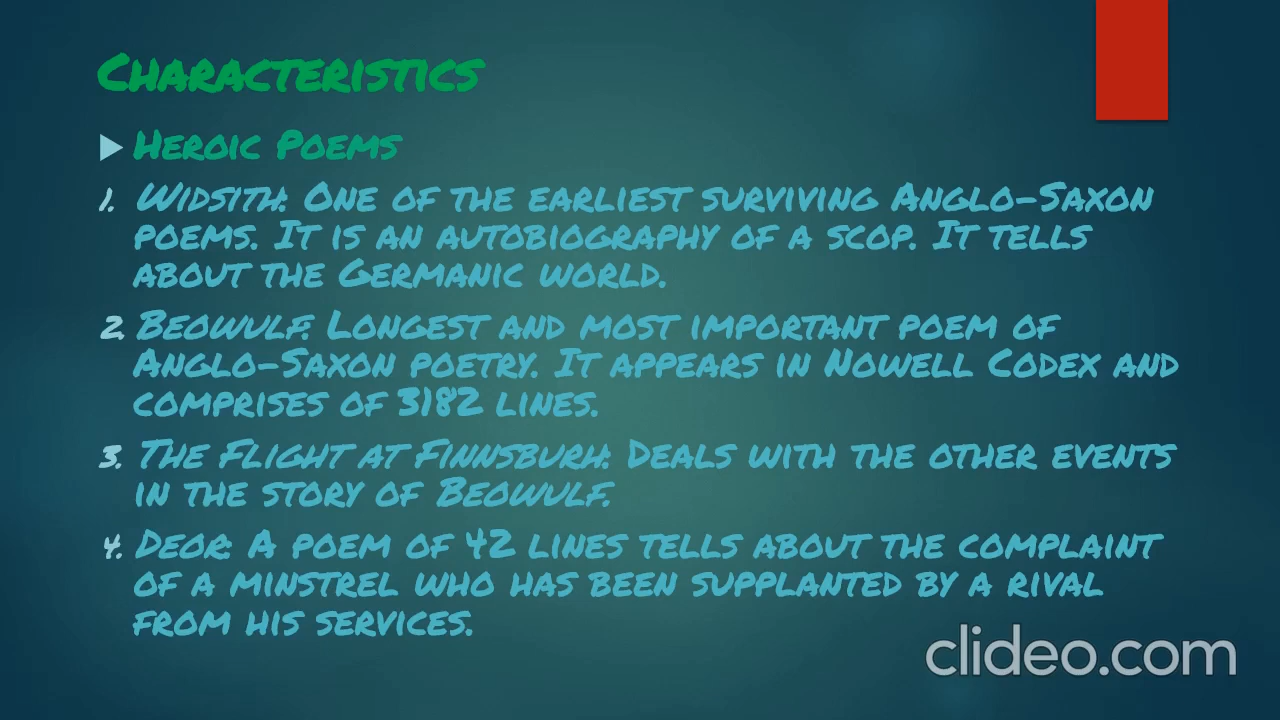 Characteristics
Heroic Poems
1. Widsith: One of the earliest surviving Anglo-Saxon
poems. It is an autobiography of a scop. It tells
about the Germanic world.
2. Beowulf: Longest and most important poem of
Anglo-Saxon poetry. It appears in Nowell Codex and
comprises of 3182 lines.
3. The Flight at Finnsburh: Deals with the other events
in the story of Beowulf.
4. Deor: A poem of 42 lines tells about the complaint
of a minstrel who has been supplanted by a rival
from his services.
clideo.com